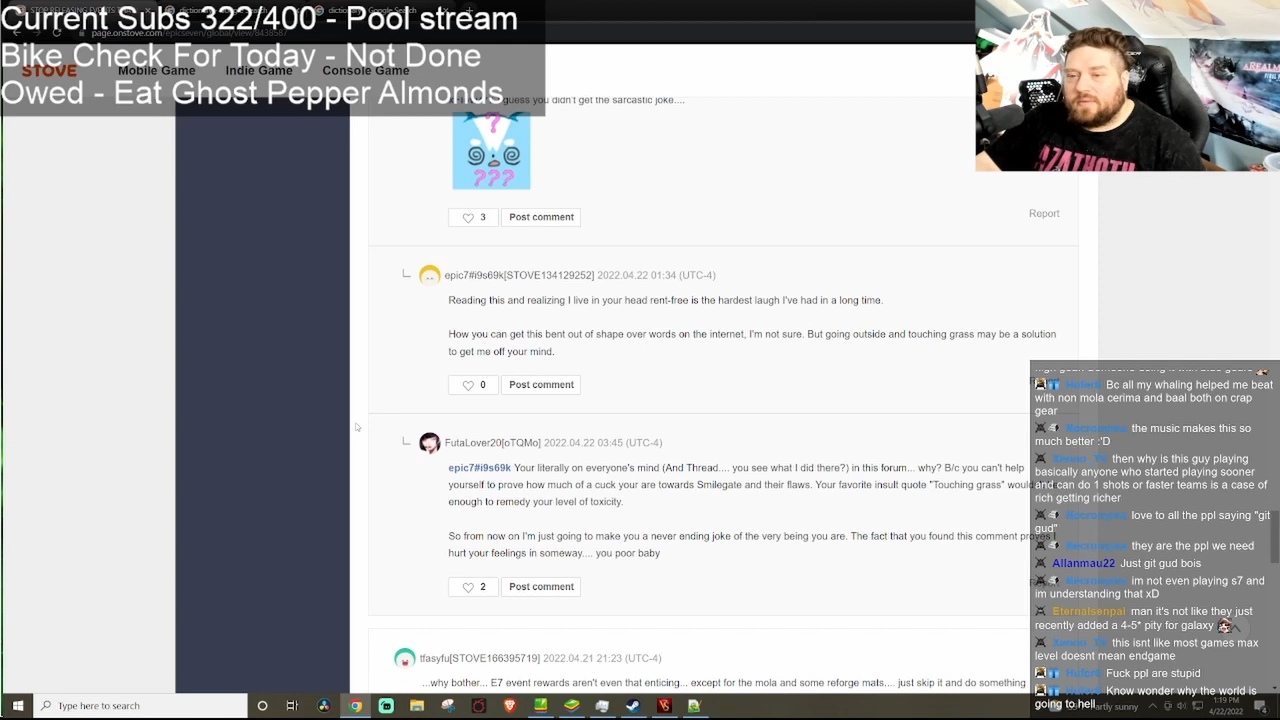 Current Subs 322/400 - Pool stream
Bike Check For Today - Not Done
Owed - Eat Ghost Pepper Almonds
page.onstove.com/epicseven/global/view/8438587
STOVE Mobile Game Indie Game Console Game
guess you didn't get the sarcastic joke....
?
???
3 Post comment
Report
epic7#i9s69k[STOVE134129252] 2022.04.22 01:34 (UTC-4)
Reading this and realizing I live in your head rent-free is the hardest laugh I've had in a long time.
How you can get this bent out of shape over words on the internet, I'm not sure. But going outside and touching grass may be a solution
to get me off your mind.
0 Post comment
FutaLover20[oTQMo] 2022.04.22 03:45 (UTC-4)
epic7#i9s69k Your literally on everyone's mind (And Thread.... you see what I did there?) in this forum... why? B/c you can't help
yourself to prove how much of a cuck your are towards Smilegate and their flaws. Your favorite insult quote "Touching grass"
enough to remedy your level of toxicity.
So from now on I'm just going to make you a never ending joke of the very being you are. The fact that you found this comment proves I
hurt your feelings in someway.... you poor baby
2 Post comment
tfasyfu[STOVE166395719] 2022.04.21 21:23 (UTC-4)
...why bother... E7 event rewards aren't even that enticing... except for the mola and some reforge mats.... just skip it and do something
Bc all my whaling helped me beat
with non mola cerima and baal both on crap
gear
the music makes this so
much better :'D
then why is this guy playing
basically anyone who started playing sooner
and can do 1 shots or faster teams is a case of
rich getting richer
love to all the ppl saying "git
gud"
they are the ppl we need
Allanmau22 Just git gud bois
im not even playing s7 and
im understanding that xD
Eternalsenpai man it's not like they just
recently added a 4-5* pity for galaxy
this isnt like most games max
level doesnt mean endgame
Fuck ppl are stupid
Know wonder why the world is
going to hell
Type here to search
Partly sunny
1:19 PM
4/22/2022